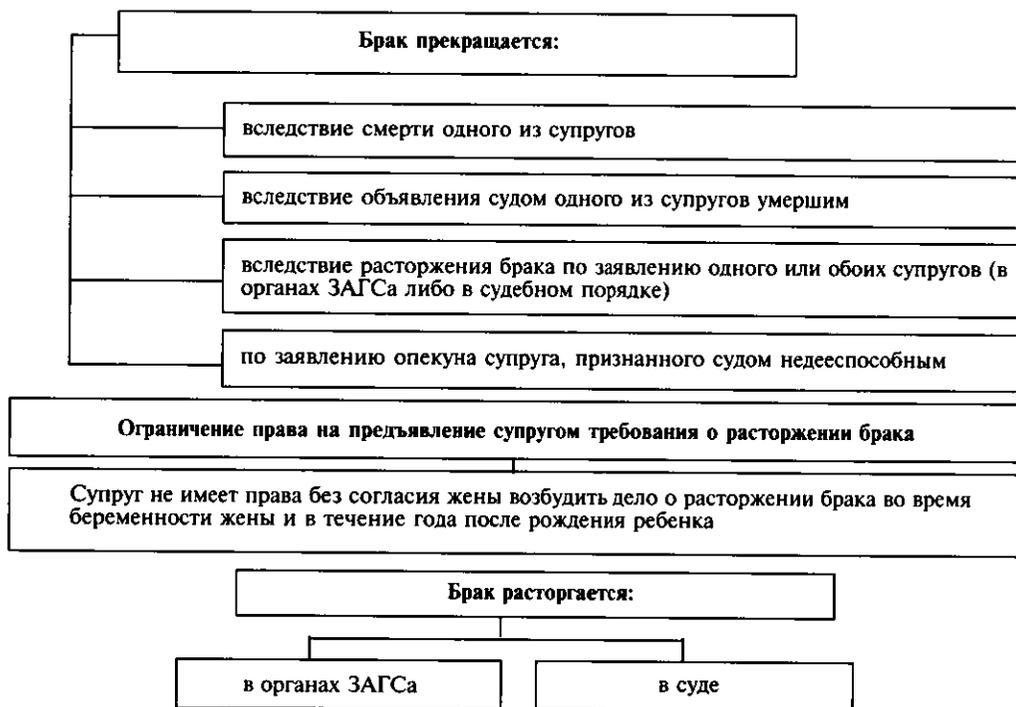 Брак прекращается:
вследствие смерти одного из супругов
вследствие объявления судом одного из супругов умершим
вследствие расторжения брака по заявлению одного или обоих супругов (в
органах ЗАГСа либо в судебном порядке)
по заявлению опекуна супруга, признанного судом недееспособным
Ограничение права на предъявление супругом требования о расторжении брака
Супруг не имеет права без согласия жены возбудить дело о расторжении брака во время
беременности жены и в течение года после рождения ребенка
Брак расторгается:
в органах ЗАГСа
в суде